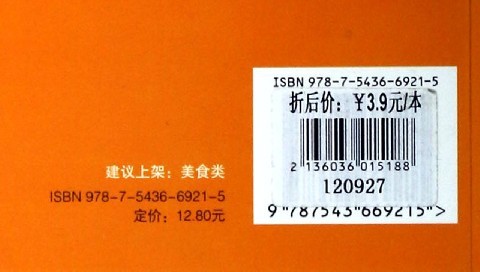 ISBN 978-7-5436-6921-5
折后价：￥3.9元/本
2 136036 015188
120927
9 "787543"669215">
建议上架：美食类
ISBN 978-7-5436-6921-5
定价：12.80元